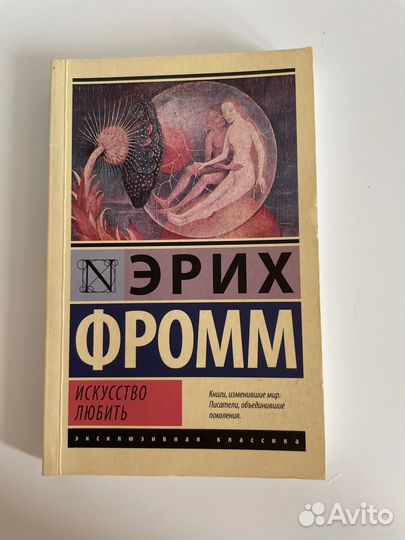 N ЭРИХ
ФРОММ
ИСКУССТВО
ЛЮБИТЬ
Книги, изменившие мир.
Писатели, объединившие
поколения.
эксклюзивная классика
Avito